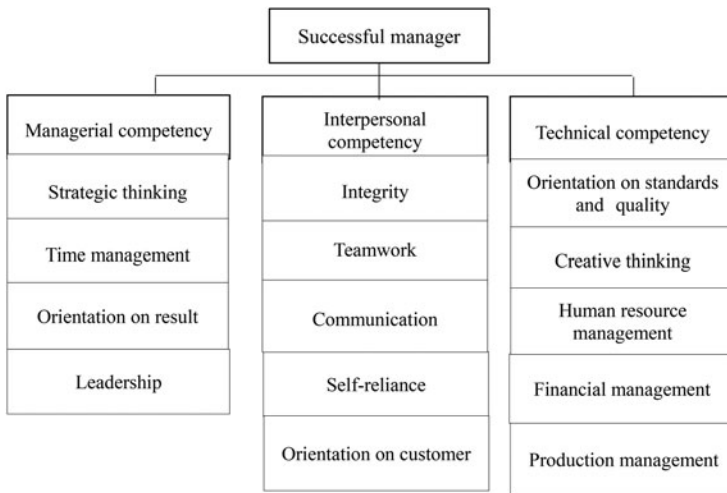 Successful manager
Managerial competency
Strategic thinking
Time management
Orientation on result
Leadership
Interpersonal
competency
Integrity
Teamwork
Communication
Self-reliance
Orientation on customer
Technical competency
Orientation on standards
and quality
Creative thinking
Human resource
management
Financial management
Production management